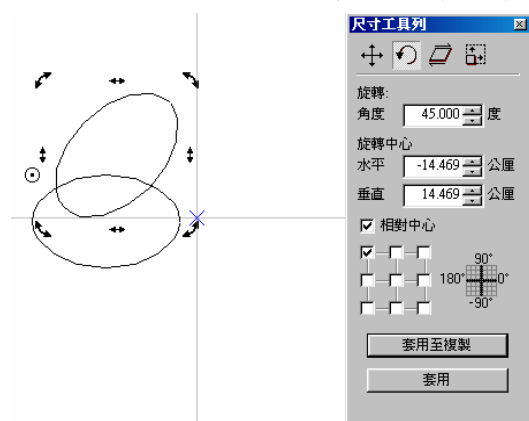 尺寸工具列
旋轉:
角度 45.000 度
旋轉中心
水平 -14.469 公厘
垂直 14.469 公厘
相對中心
90°
180° 0°
-90°
套用至複製
套用